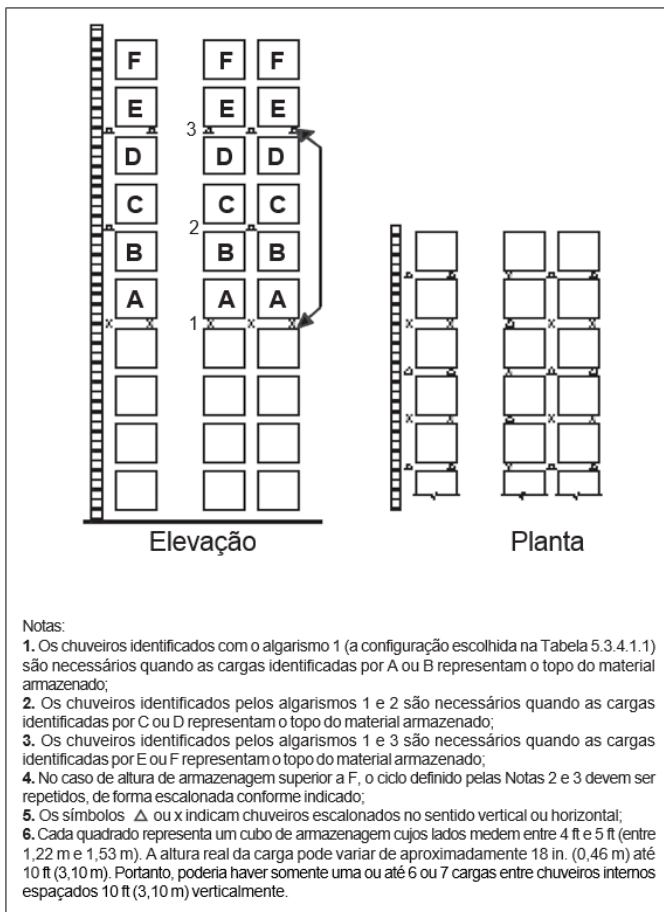 F F F
E E E
3
D D D
C C C
2
B B B
A A A
1
Elevação
Planta
Notas:
1. Os chuveiros identificados com o algarismo 1 (a configuração escolhida na Tabela 5.3.4.1.1)
são necessários quando as cargas identificadas por A ou B representam o topo do material
armazenado;
2. Os chuveiros identificados pelos algarismos 1 e 2 são necessários quando as cargas
identificadas por C ou D representam o topo do material armazenado;
3. Os chuveiros identificados pelos algarismos 1 e 3 são necessários quando as cargas
identificadas por E ou F representam o topo do material armazenado;
4. No caso de altura de armazenagem superior a F, o ciclo definido pelas Notas 2 e 3 devem ser
repetidos, de forma escalonada conforme indicado;
5. Os símbolos △ ou x indicam chuveiros escalonados no sentido vertical ou horizontal;
6. Cada quadrado representa um cubo de armazenagem cujos lados medem entre 4 ft e 5 ft (entre
1,22 m e 1,53 m). A altura real da carga pode variar de aproximadamente 18 in. (0,46 m) até
10 ft (3,10 m). Portanto, poderia haver somente uma ou até 6 ou 7 cargas entre chuveiros internos
espaçados 10 ft (3,10 m) verticalmente.